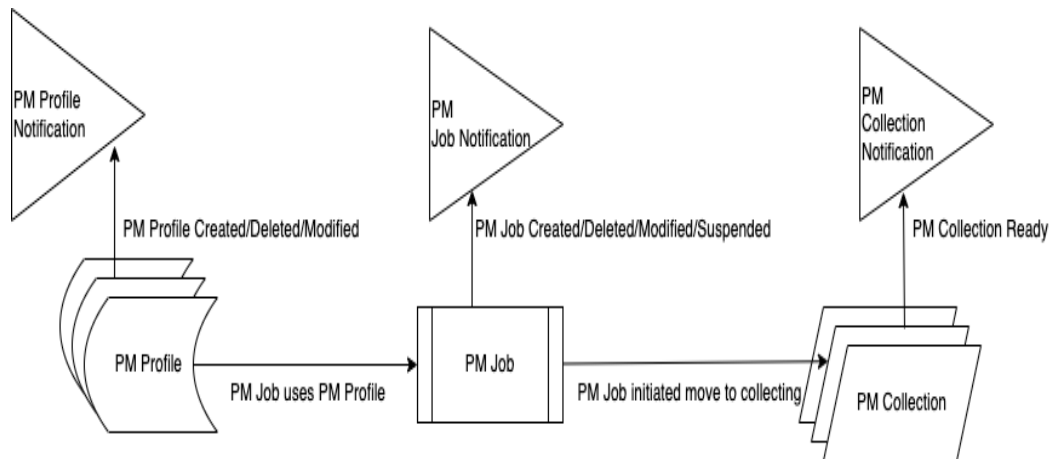 PM Profile
Notification
PM
Job Notification
PM
Collection
Notification
PM Profile Created/Deleted/Modified
PM Job Created/Deleted/Modified/Suspended
PM Collection Ready
PM Profile
PM Job uses PM Profile
PM Job
PM Job initiated move to collecting
PM Collection